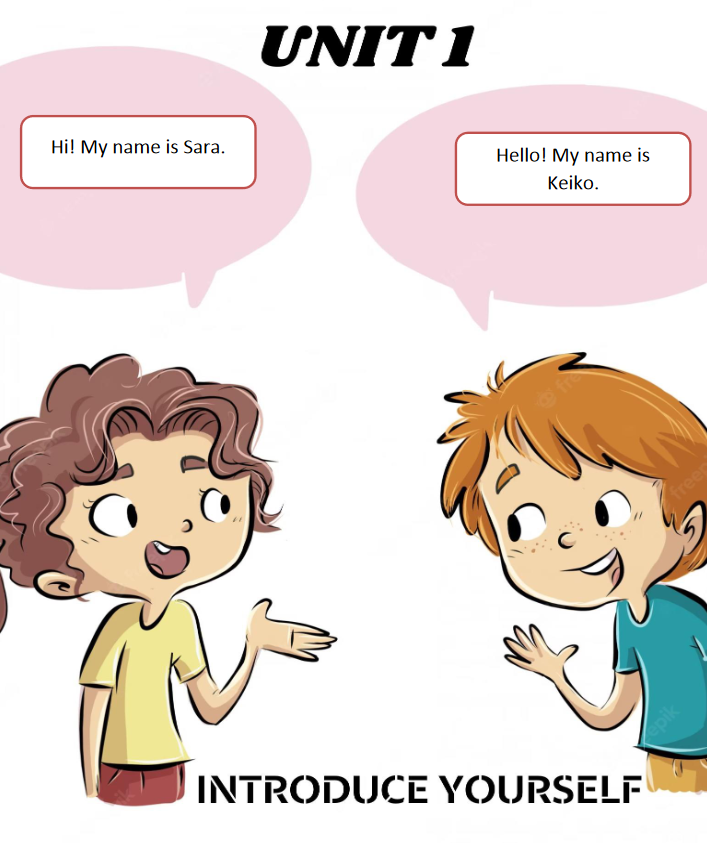 UNIT 1
Hi! My name is Sara.
Hello! My name is
Keiko.
INTRODUCE YOURSELF